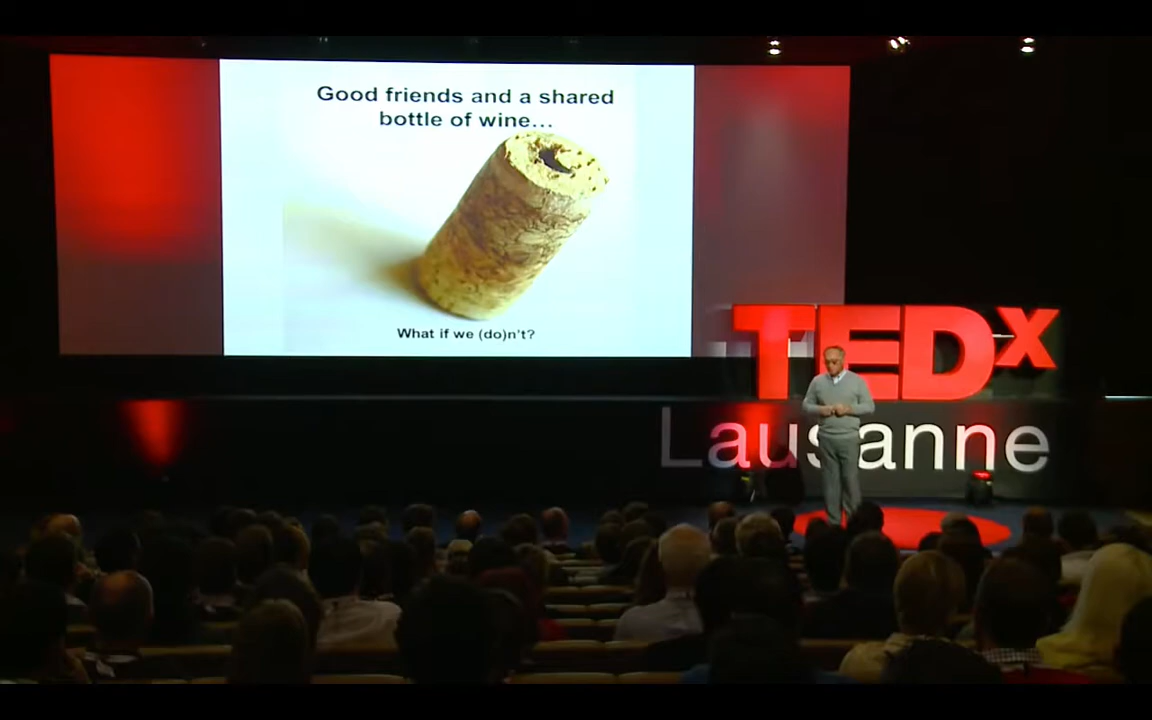 Good friends and a shared
bottle of wine...
What if we (do)n't?
TEDx
Lausanne